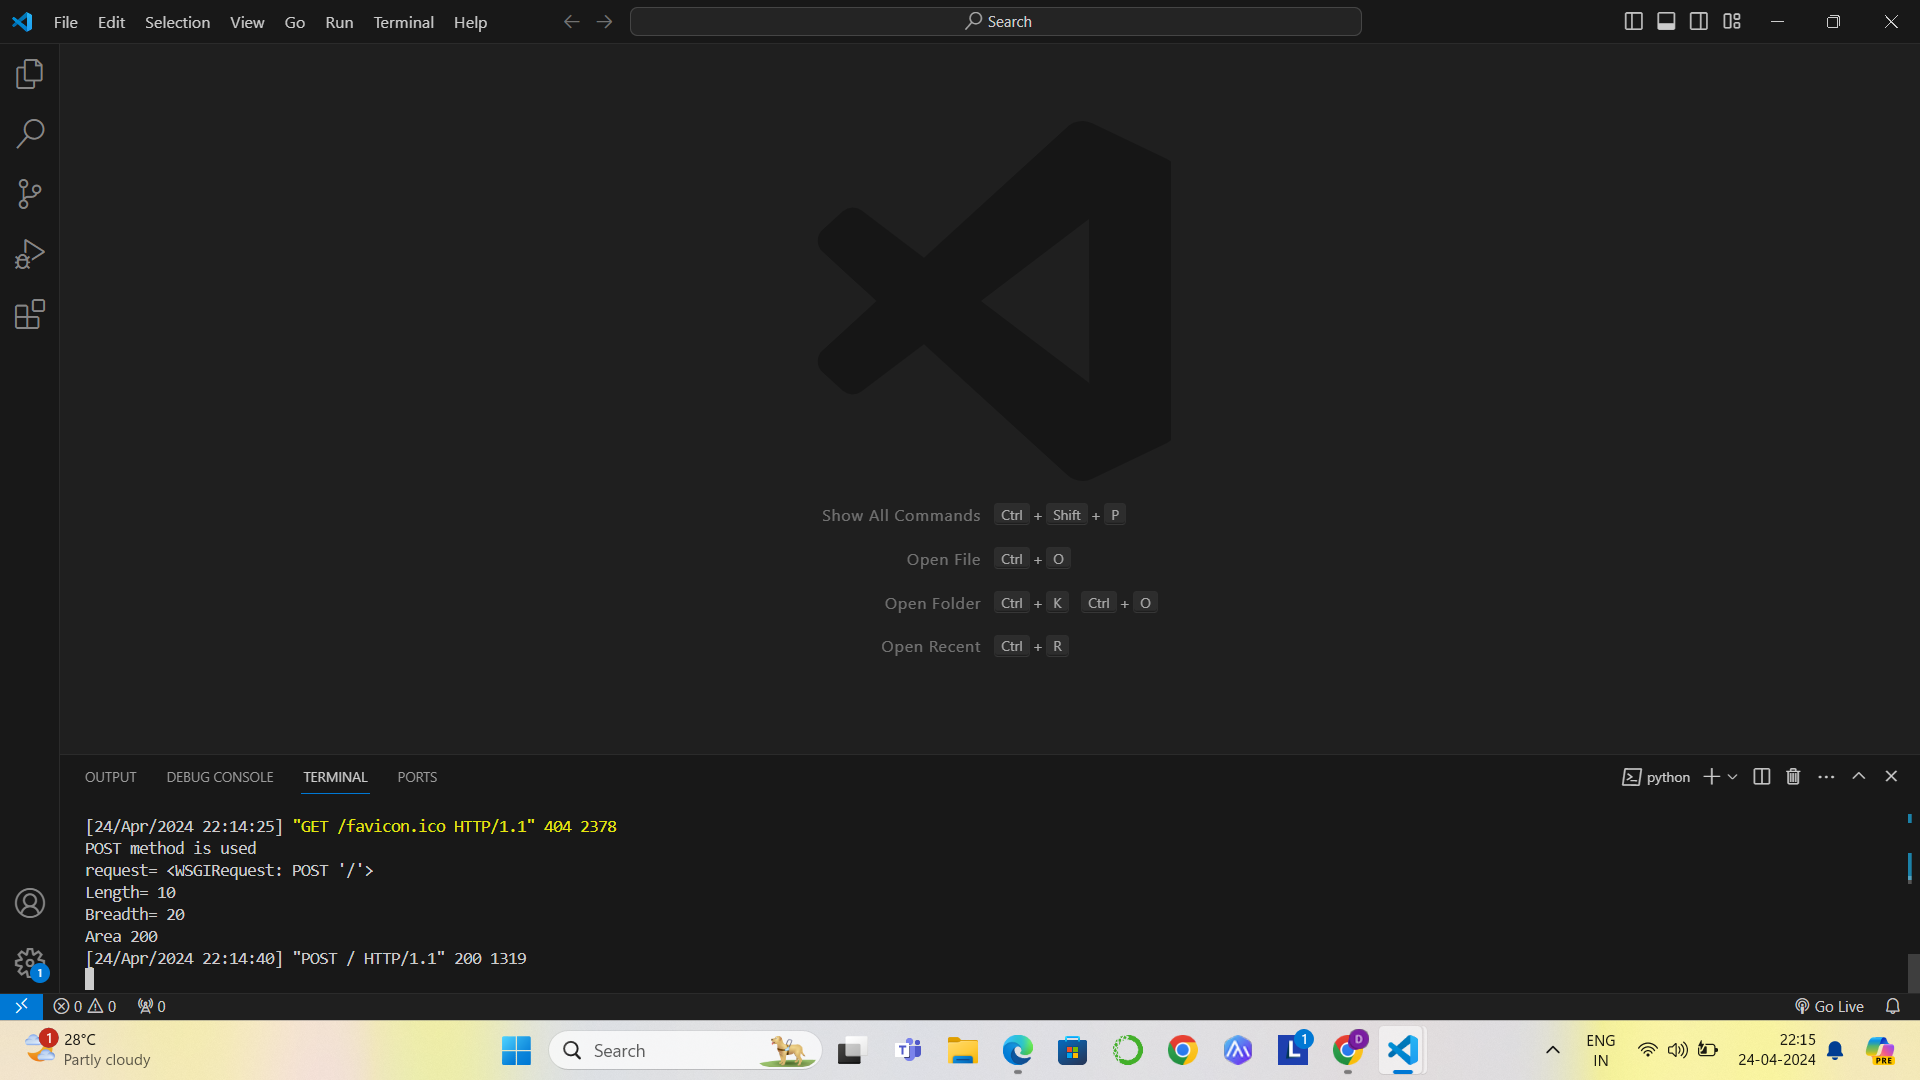 File Edit Selection View Go Run Terminal Help
Search
Show All Commands Ctrl + Shift + P
Open File Ctrl + O
Open Folder Ctrl + K Ctrl + O
Open Recent Ctrl + R
OUTPUT DEBUG CONSOLE TERMINAL PORTS
python
[24/Apr/2024 22:14:25] "GET /favicon.ico HTTP/1.1" 404 2378
POST method is used
request= <WSGIRequest: POST '/'>
Length= 10
Breadth= 20
Area 200
[24/Apr/2024 22:14:40] "POST / HTTP/1.1" 200 1319
1
0 0 0
Go Live
1
28°C
Partly cloudy
Search
T
L
1
D
ENG
IN
22:15
24-04-2024
PRE